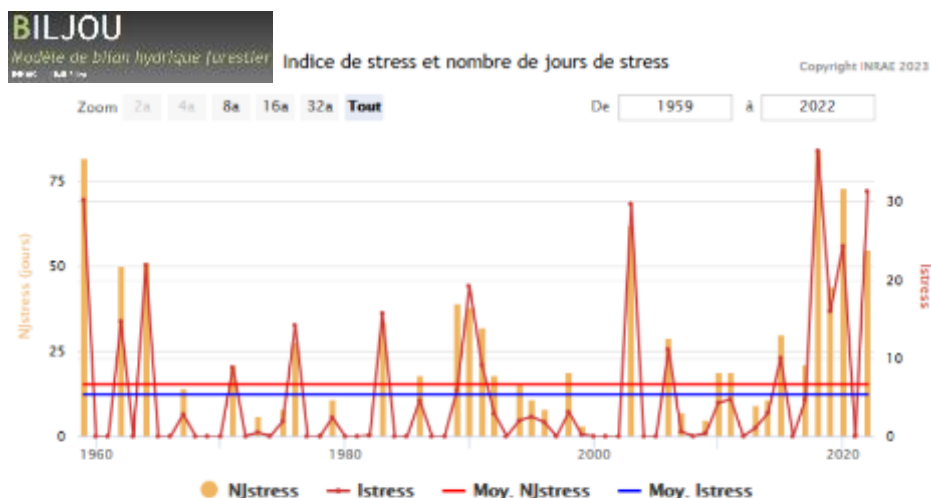 BILJOU
Modèle de bilan hydrique forestier
Indice de stress et nombre de jours de stress
Copyright INRAE 2023
Zoom 2a 4a 8a 16a 32a Tout
De 1959 à 2022
75
50
25
0
NJstress (jours)
30
20
10
0
Istress
1960 1980 2000 2020
NJstress Istress Moy. NJstress Moy. Istress